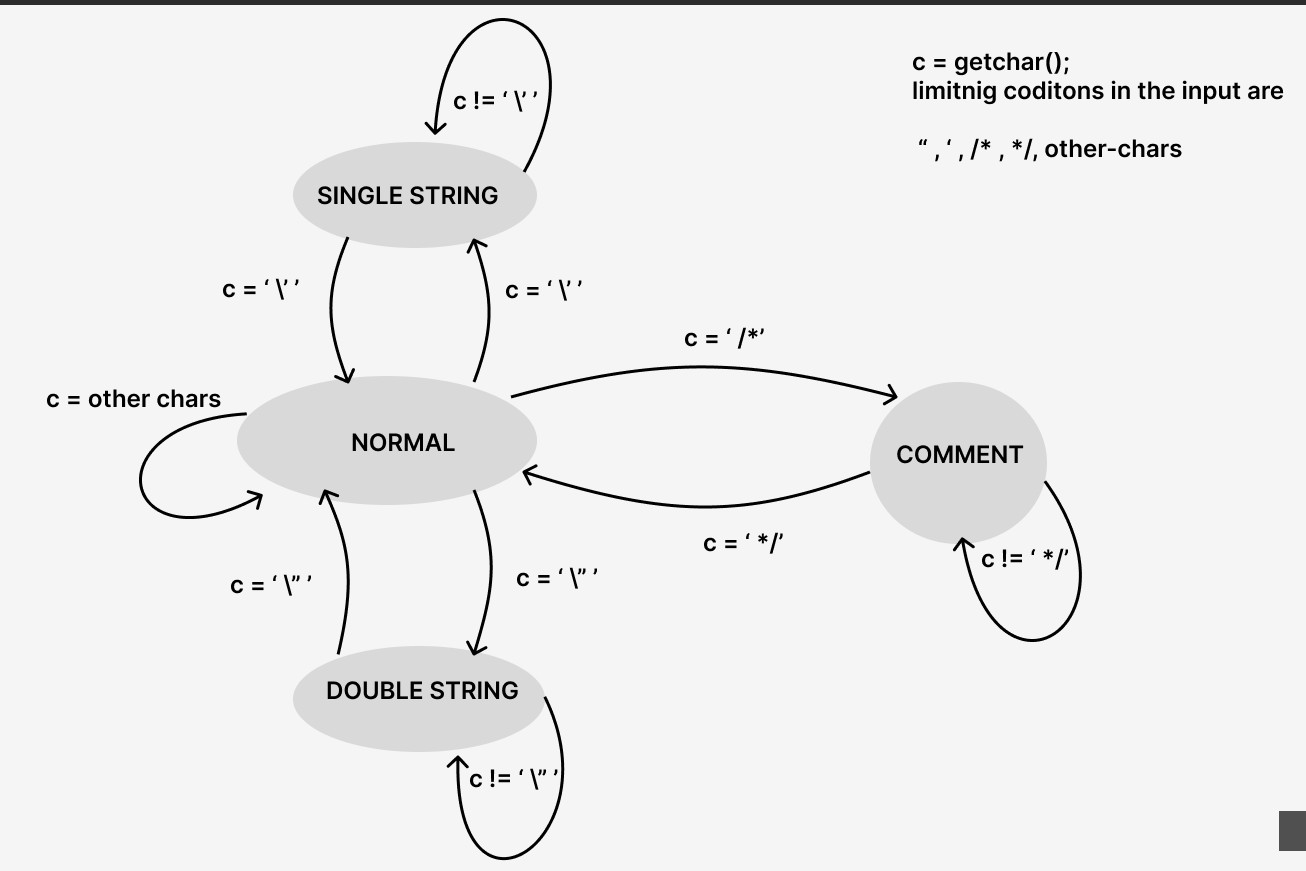 c = getchar();
limitnig coditons in the input are
“ , ‘ , /* , */, other-chars
c != ‘ \’ ’
SINGLE STRING
c = ‘ \’ ’
c = ‘ \’ ’
c = ‘ /*’
c = other chars
NORMAL
COMMENT
c = ‘ */’
c != ‘ */’
c = ‘ \” ’
c = ‘ \” ’
DOUBLE STRING
c != ‘ \” ’